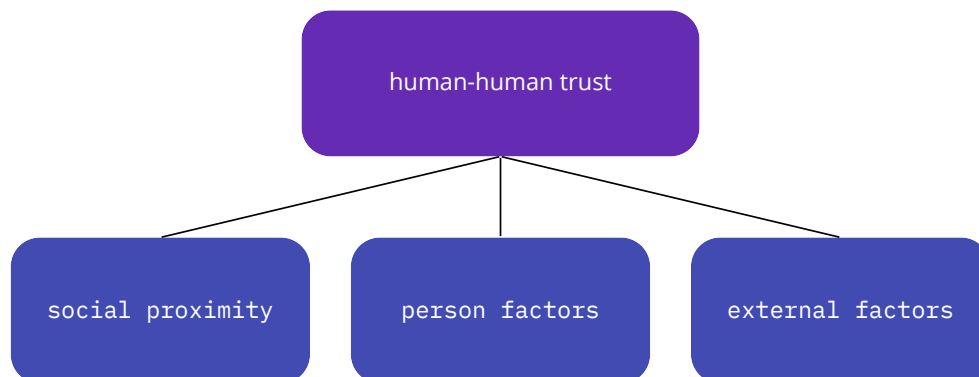 human-human trust
social proximity
person factors
external factors